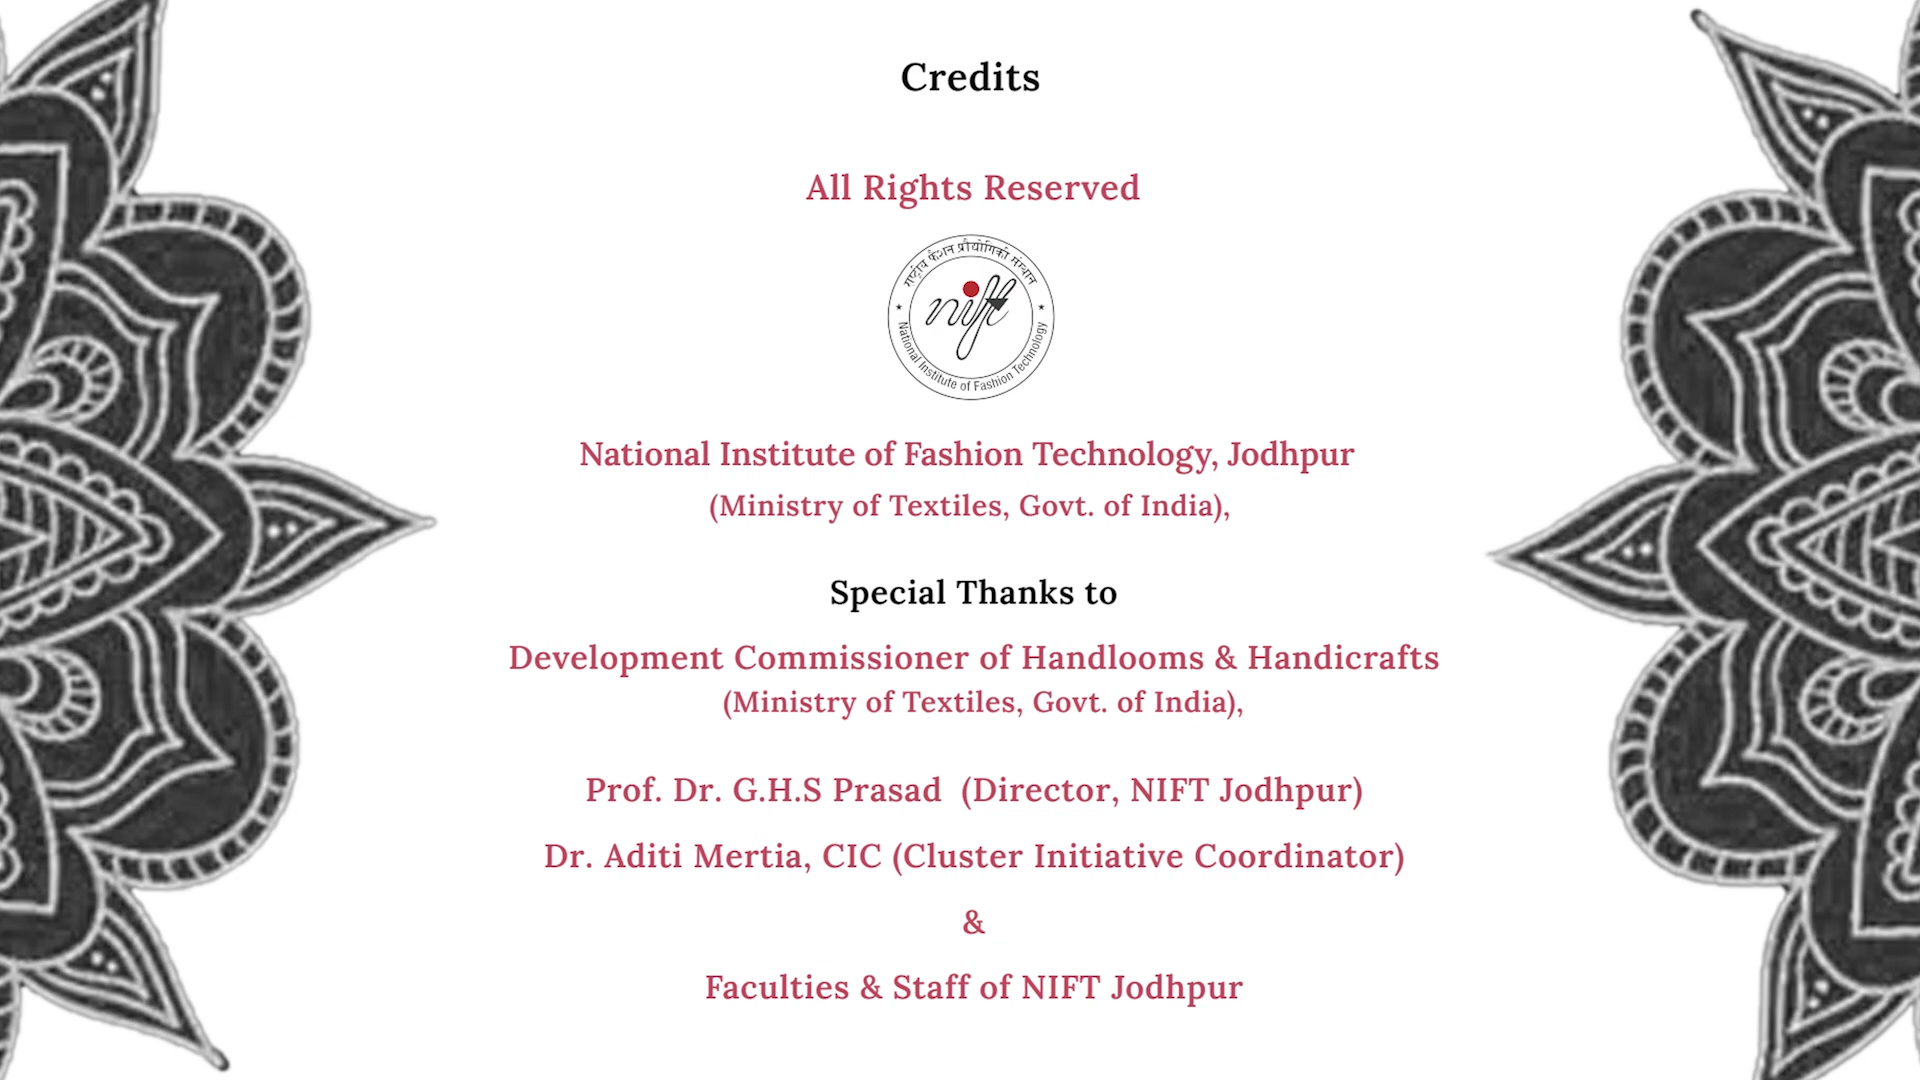 Credits
All Rights Reserved
राष्ट्रीय फैशन प्रौद्योगिकी संस्थान
nift
National Institute of Fashion Technology
National Institute of Fashion Technology, Jodhpur
(Ministry of Textiles, Govt. of India),
Special Thanks to
Development Commissioner of Handlooms & Handicrafts
(Ministry of Textiles, Govt. of India),
Prof. Dr. G.H.S Prasad  (Director, NIFT Jodhpur)
Dr. Aditi Mertia, CIC (Cluster Initiative Coordinator)
&
Faculties & Staff of NIFT Jodhpur